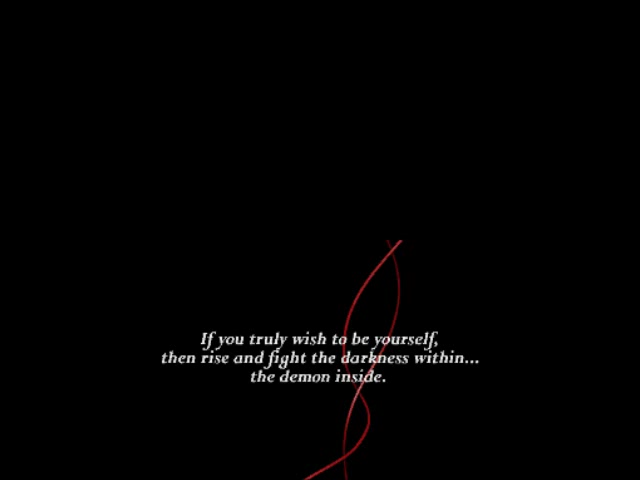 If you truly wish to be yourself,
then rise and fight the darkness within...
the demon inside.